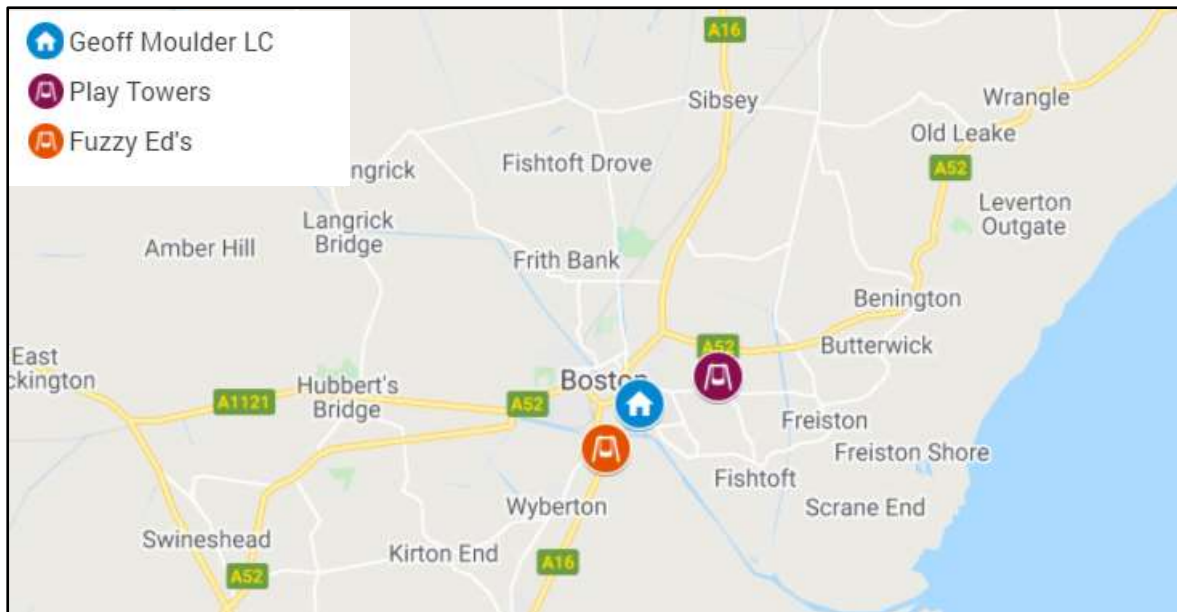 Geoff Moulder LC
Play Towers
Fuzzy Ed's
A16
Sibsey
Wrangle
Old Leake
Fishtoft Drove
ngrick
A52
Leverton
Outgate
Langrick
Bridge
Amber Hill
Frith Bank
Benington
Butterwick
A52
East
ckington
Boston
Hubbert's
Bridge
A1121
A52
Freiston
Freiston Shore
Fishtoft
Wyberton
Scrane End
Swineshead
Kirton End
A16
A52